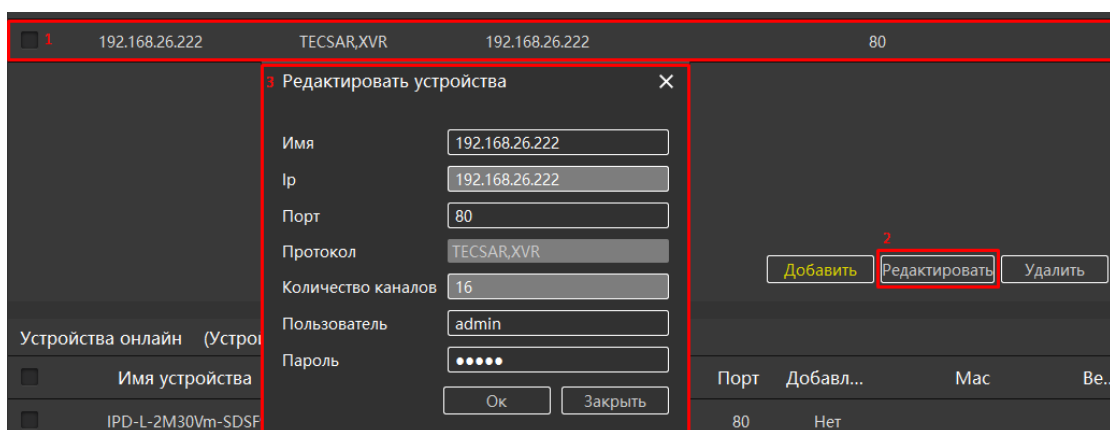 1 192.168.26.222 TECSAR,XVR 192.168.26.222 80
3 Редактировать устройства
Имя 192.168.26.222
Ip 192.168.26.222
Порт 80
Протокол TECSAR,XVR
Количество каналов 16
Пользователь admin
Пароль •••••
Ок Закрыть
2
Добавить Редактировать Удалить
Устройства онлайн
Имя устройства Порт Добавл... Mac Ве..
IPD-L-2M30Vm-SDSF 80 Нет